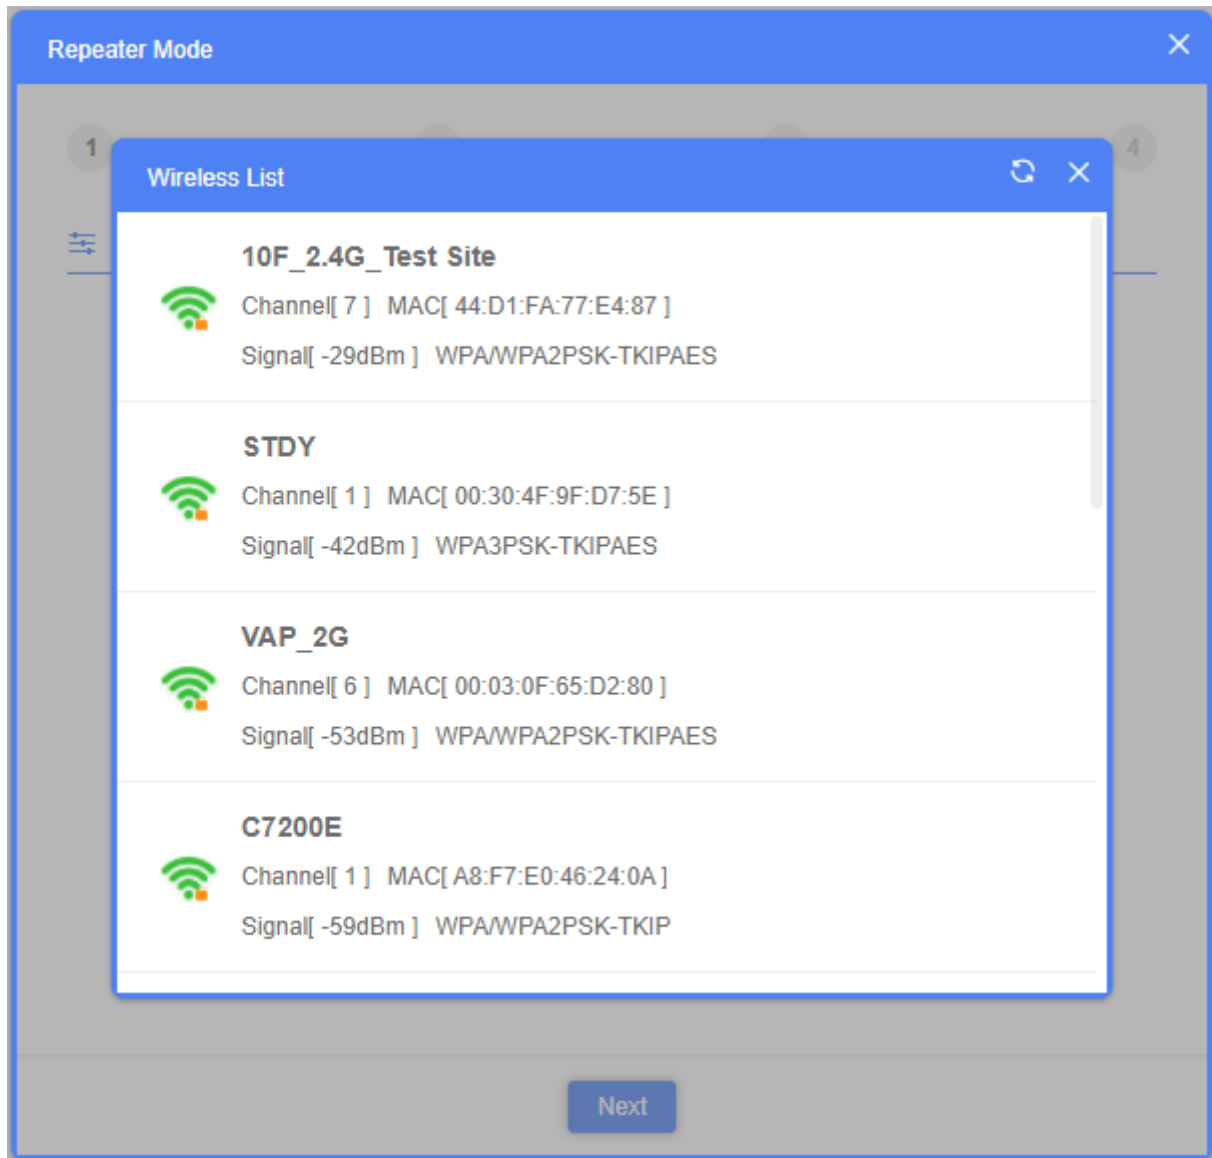 Repeater Mode
1
4
Wireless List
10F_2.4G_Test Site
Channel[ 7 ] MAC[ 44:D1:FA:77:E4:87 ]
Signal[ -29dBm ] WPA/WPA2PSK-TKIPAES
STDY
Channel[ 1 ] MAC[ 00:30:4F:9F:D7:5E ]
Signal[ -42dBm ] WPA3PSK-TKIPAES
VAP_2G
Channel[ 6 ] MAC[ 00:03:0F:65:D2:80 ]
Signal[ -53dBm ] WPA/WPA2PSK-TKIPAES
C7200E
Channel[ 1 ] MAC[ A8:F7:E0:46:24:0A ]
Signal[ -59dBm ] WPA/WPA2PSK-TKIP
Next